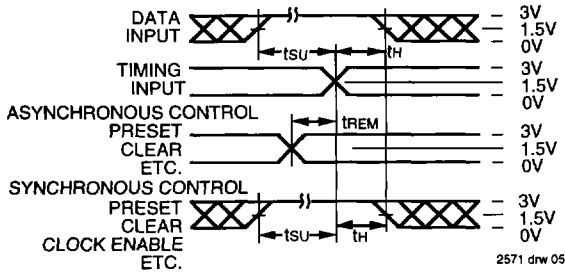 DATA
INPUT
tSU
tH
3V
1.5V
0V
TIMING
INPUT
3V
1.5V
0V
ASYNCHRONOUS CONTROL
PRESET
CLEAR
ETC.
tREM
3V
1.5V
0V
SYNCHRONOUS CONTROL
PRESET
CLEAR
CLOCK ENABLE
ETC.
tSU
tH
3V
1.5V
0V
2571 drw 05